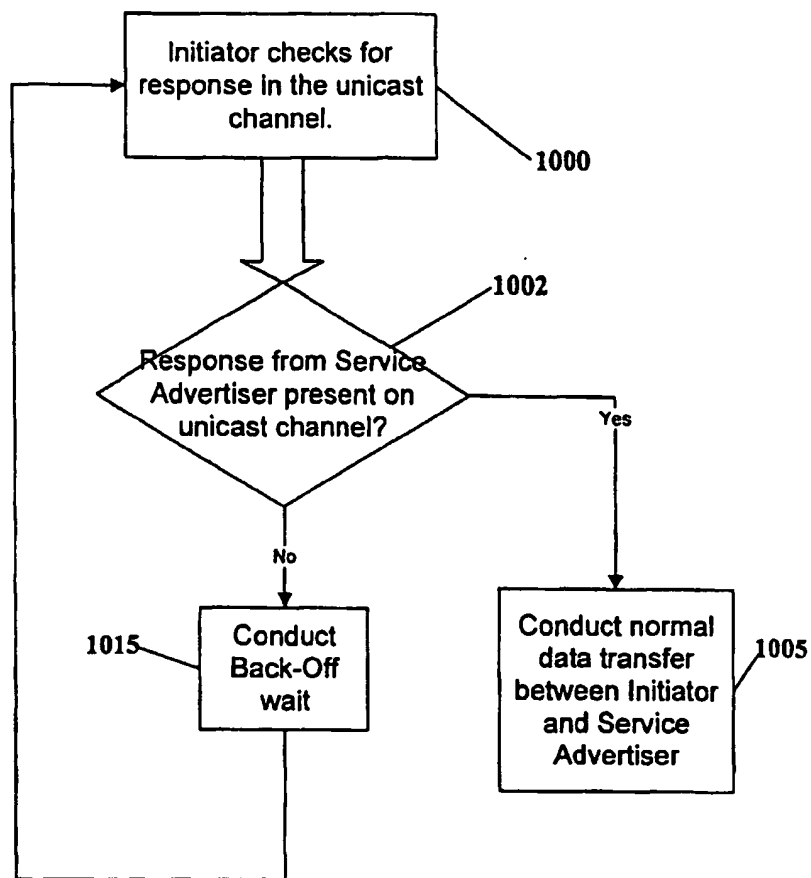 Initiator checks for
response in the unicast
channel.
1000
1002
Response from Service
Advertiser present on
unicast channel?
Yes
No
1015
Conduct
Back-Off
wait
Conduct normal
data transfer
between Initiator
and Service
Advertiser
1005